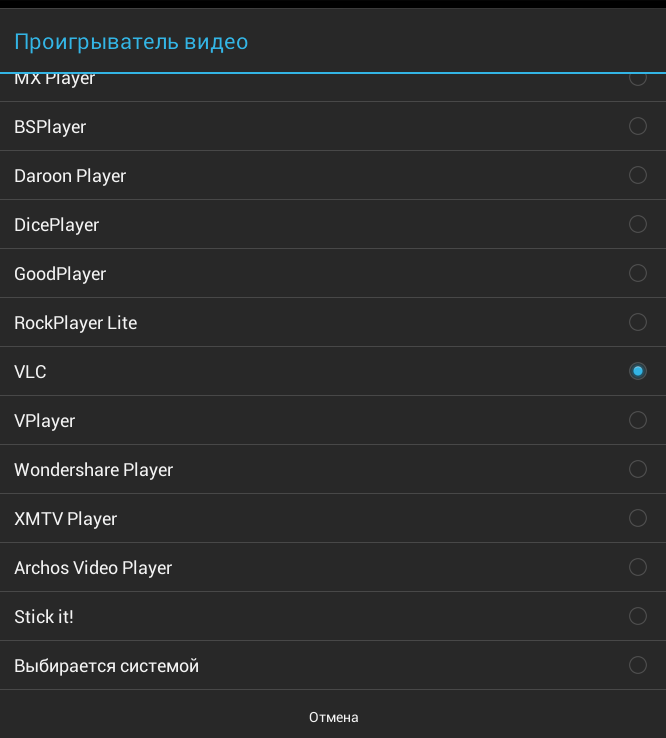 Проигрыватель видео
MX Player
BSPlayer
Daroon Player
DicePlayer
GoodPlayer
RockPlayer Lite
VLC
VPlayer
Wondershare Player
XMTV Player
Archos Video Player
Stick it!
Выбирается системой
Отмена